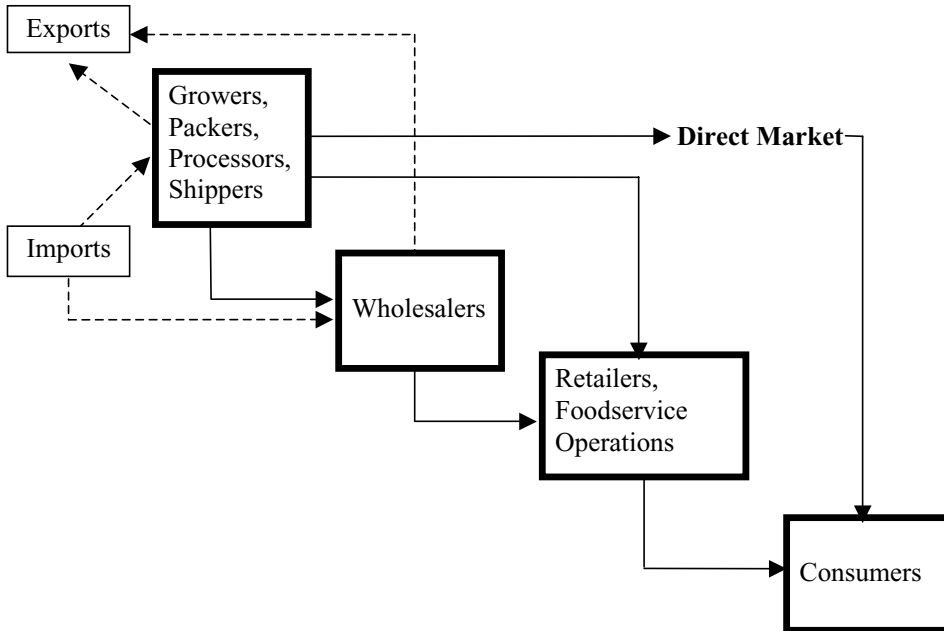 Exports
Growers,
Packers,
Processors,
Shippers
Direct Market
Imports
Wholesalers
Retailers,
Foodservice
Operations
Consumers